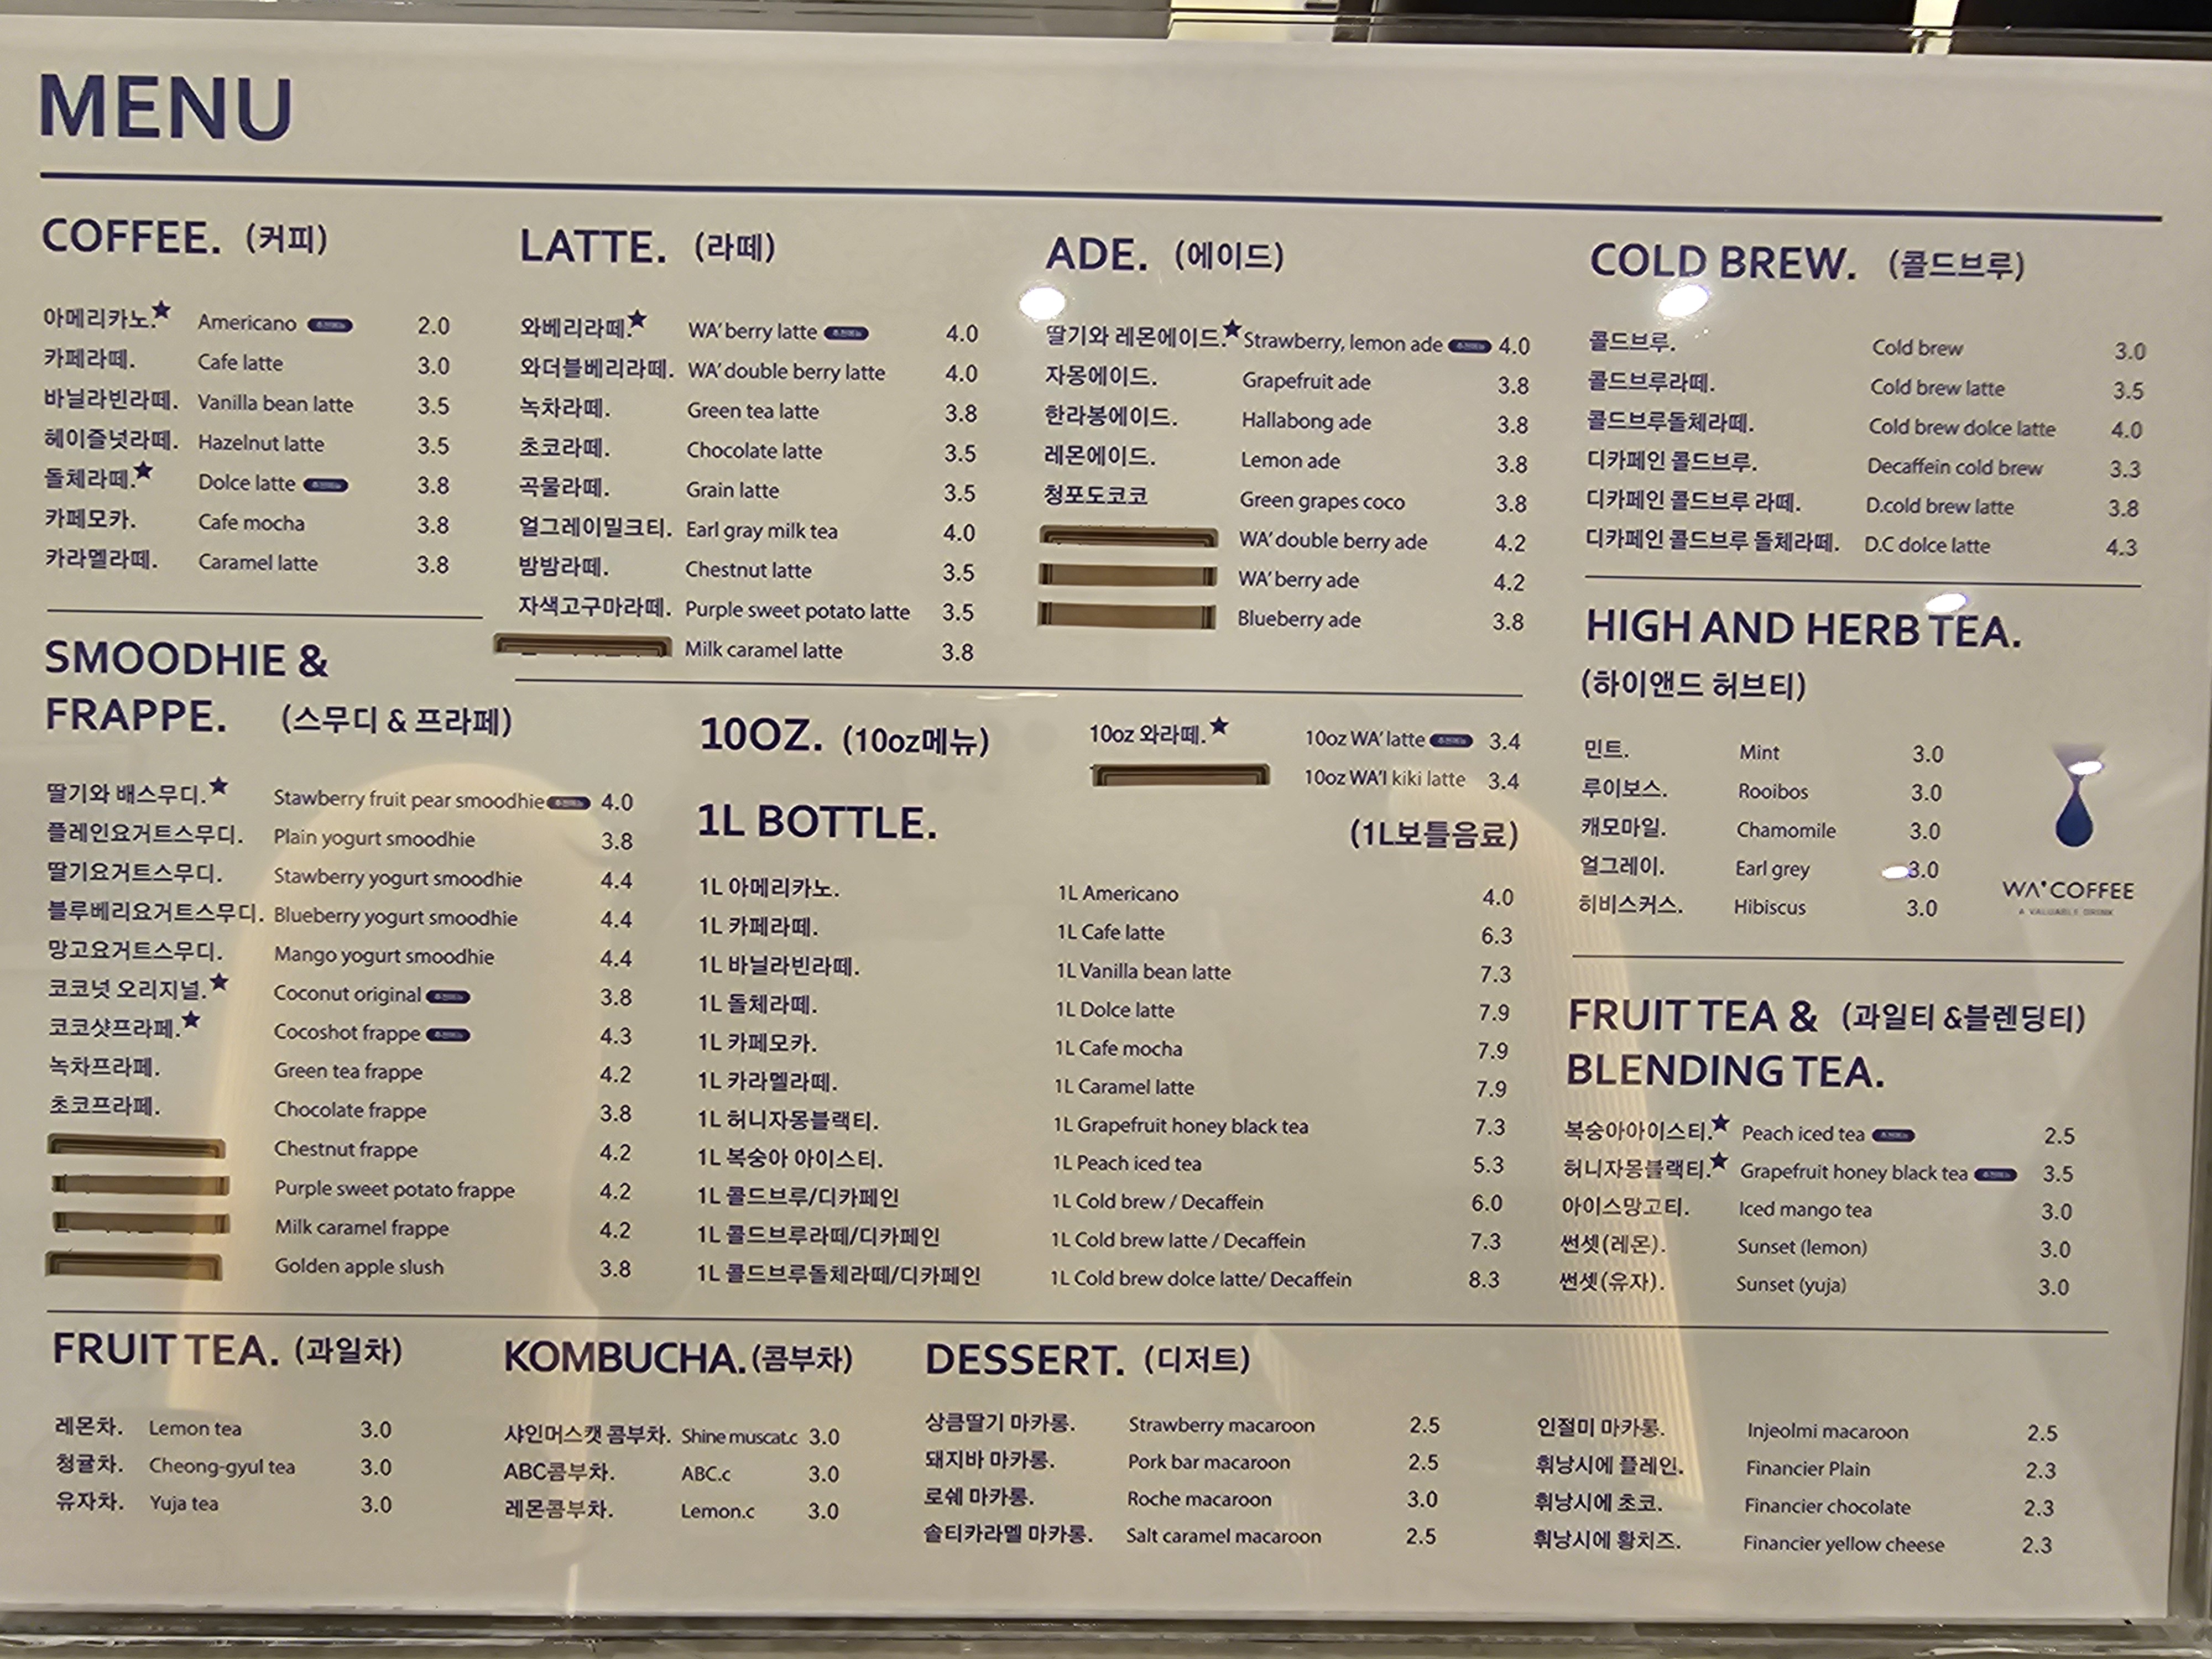 MENU
COFFEE. (커피)
아메리카노.★ Americano 추천메뉴 2.0
카페라떼. Cafe latte 3.0
바닐라빈라떼. Vanilla bean latte 3.5
헤이즐넛라떼. Hazelnut latte 3.5
돌체라떼.★ Dolce latte 추천메뉴 3.8
카페모카. Cafe mocha 3.8
카라멜라떼. Caramel latte 3.8
SMOODHIE &
FRAPPE. (스무디 & 프라페)
딸기와 배스무디.★ Stawberry fruit pear smoodhie 추천메뉴 4.0
플레인요거트스무디. Plain yogurt smoodhie 3.8
딸기요거트스무디. Stawberry yogurt smoodhie 4.4
블루베리요거트스무디. Blueberry yogurt smoodhie 4.4
망고요거트스무디. Mango yogurt smoodhie 4.4
코코넛 오리지널.★ Coconut original 추천메뉴 3.8
코코샷프라페.★ Cocoshot frappe 추천메뉴 4.3
녹차프라페. Green tea frappe 4.2
초코프라페. Chocolate frappe 3.8
Chestnut frappe 4.2
Purple sweet potato frappe 4.2
Milk caramel frappe 4.2
Golden apple slush 3.8
LATTE. (라떼)
와베리라떼.★ WA' berry latte 추천메뉴 4.0
와더블베리라떼. WA' double berry latte 4.0
녹차라떼. Green tea latte 3.8
초코라떼. Chocolate latte 3.5
곡물라떼. Grain latte 3.5
얼그레이밀크티. Earl gray milk tea 4.0
밤밤라떼. Chestnut latte 3.5
자색고구마라떼. Purple sweet potato latte 3.5
Milk caramel latte 3.8
ADE. (에이드)
딸기와 레몬에이드.★ Strawberry, lemon ade 추천메뉴 4.0
자몽에이드. Grapefruit ade 3.8
한라봉에이드. Hallabong ade 3.8
레몬에이드. Lemon ade 3.8
청포도코코 Green grapes coco 3.8
WA' double berry ade 4.2
WA' berry ade 4.2
Blueberry ade 3.8
10OZ. (10oz메뉴)
10oz 와라떼.★ 10oz WA' latte 추천메뉴 3.4
10oz WA'I kiki latte 3.4
1L BOTTLE. (1L보틀음료)
1L 아메리카노. 1L Americano 4.0
1L 카페라떼. 1L Cafe latte 6.3
1L 바닐라빈라떼. 1L Vanilla bean latte 7.3
1L 돌체라떼. 1L Dolce latte 7.9
1L 카페모카. 1L Cafe mocha 7.9
1L 카라멜라떼. 1L Caramel latte 7.9
1L 허니자몽블랙티. 1L Grapefruit honey black tea 7.3
1L 복숭아 아이스티. 1L Peach iced tea 5.3
1L 콜드브루/디카페인 1L Cold brew / Decaffein 6.0
1L 콜드브루라떼/디카페인 1L Cold brew latte / Decaffein 7.3
1L 콜드브루돌체라떼/디카페인 1L Cold brew dolce latte/ Decaffein 8.3
COLD BREW. (콜드브루)
콜드브루. Cold brew 3.0
콜드브루라떼. Cold brew latte 3.5
콜드브루돌체라떼. Cold brew dolce latte 4.0
디카페인 콜드브루. Decaffein cold brew 3.3
디카페인 콜드브루 라떼. D.cold brew latte 3.8
디카페인 콜드브루 돌체라떼. D.C dolce latte 4.3
HIGH AND HERB TEA.
(하이앤드 허브티)
민트. Mint 3.0
루이보스. Rooibos 3.0
캐모마일. Chamomile 3.0
얼그레이. Earl grey 3.0
히비스커스. Hibiscus 3.0
WA'COFFEE
A VALUABLE DRINK
FRUIT TEA & (과일티 &블렌딩티)
BLENDING TEA.
복숭아아이스티.★ Peach iced tea 추천메뉴 2.5
허니자몽블랙티.★ Grapefruit honey black tea 추천메뉴 3.5
아이스망고티. Iced mango tea 3.0
썬셋(레몬). Sunset (lemon) 3.0
썬셋(유자). Sunset (yuja) 3.0
FRUIT TEA. (과일차)
레몬차. Lemon tea 3.0
청귤차. Cheong-gyul tea 3.0
유자차. Yuja tea 3.0
KOMBUCHA. (콤부차)
샤인머스캣 콤부차. Shine muscat.c 3.0
ABC콤부차. ABC.c 3.0
레몬콤부차. Lemon.c 3.0
DESSERT. (디저트)
상큼딸기 마카롱. Strawberry macaroon 2.5
돼지바 마카롱. Pork bar macaroon 2.5
로쉐 마카롱. Roche macaroon 3.0
솔티카라멜 마카롱. Salt caramel macaroon 2.5
인절미 마카롱. Injeolmi macaroon 2.5
휘낭시에 플레인. Financier Plain 2.3
휘낭시에 초코. Financier chocolate 2.3
휘낭시에 황치즈. Financier yellow cheese 2.3